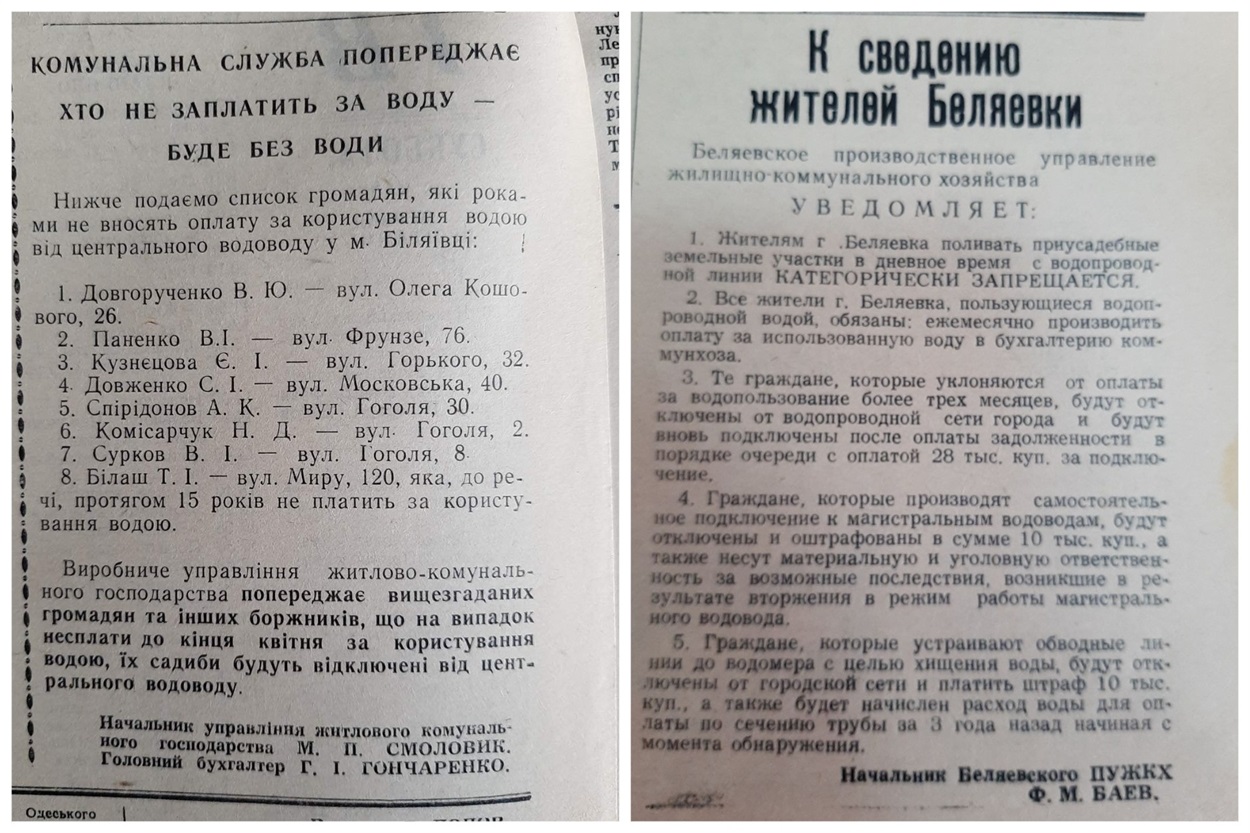 КОМУНАЛЬНА СЛУЖБА ПОПЕРЕДЖАЄ
ХТО НЕ ЗАПЛАТИТЬ ЗА ВОДУ —
БУДЕ БЕЗ ВОДИ
Нижче подаємо список громадян, які рока-
ми не вносять оплату за користування водою
від центрального водоводу у м. Біляївці:
1. Довгорученко В. Ю. — вул. Олега Кошо-
вого, 26.
2. Паненко В.І. — вул. Фрунзе, 76.
3. Кузнєцова Є. І. — вул. Горького, 32.
4. Довженко С. І. — вул. Московська, 40.
5. Спірідонов А. К. — вул. Гоголя, 30.
6. Комісарчук Н. Д. — вул. Гоголя, 2.
7. Сурков В. І. — вул. Гоголя, 8.
8. Білаш Т. І. — вул. Миру, 120, яка, до ре-
чі, протягом 15 років не платить за користу-
вання водою.
Виробниче управління житлово-комуналь-
ного господарства попереджає вищезгаданих
громадян та інших боржників, що на випадок
несплати до кінця квітня за користування
водою, їх садиби будуть відключені від цент-
рального водоводу.
Начальник управління житлового комуналь-
ного господарства М. П. СМОЛОВИК.
Головний бухгалтер Г. І. ГОНЧАРЕНКО.
Одеського
К сведению
жителей Беляевки
Беляевское производственное управление
жилищно-коммунального хозяйства
УВЕДОМЛЯЕТ:
1. Жителям г .Беляевка поливать приусадебные
земельные участки в дневное время с водопровод-
ной линии КАТЕГОРИЧЕСКИ ЗАПРЕЩАЕТСЯ.
2. Все жители г. Беляевка, пользующиеся водоп-
роводной водой, обязаны: ежемесячно производить
оплату за использованную воду в бухгалтерию ком-
мунхоза.
3. Те граждане, которые уклоняются от оплаты
за водопользование более трех месяцев, будут от-
ключены от водопроводной сети города и будут
вновь подключены после оплаты задолженности в
порядке очереди с оплатой 28 тыс. куп. за подклю-
чение.
4. Граждане, которые производят самостоятель-
ное подключение к магистральным водоводам, будут
отключены и оштрафованы в сумме 10 тыс. куп., а
также несут материальную и уголовную ответствен-
ность за возможные последствия, возникшие в ре-
зультате вторжения в режим работы магистраль-
ного водовода.
5. Граждане, которые устраивают обводные ли-
нии до водомера с целью хищения воды, будут отк-
лючены от городской сети и платить штраф 10 тыс.
куп., а также будет начислен расход воды для оп-
латы по сечению трубы за 3 года назад начиная с
момента обнаружения.
Начальник Беляевского ПУЖКХ
Ф. М. БАЕВ.